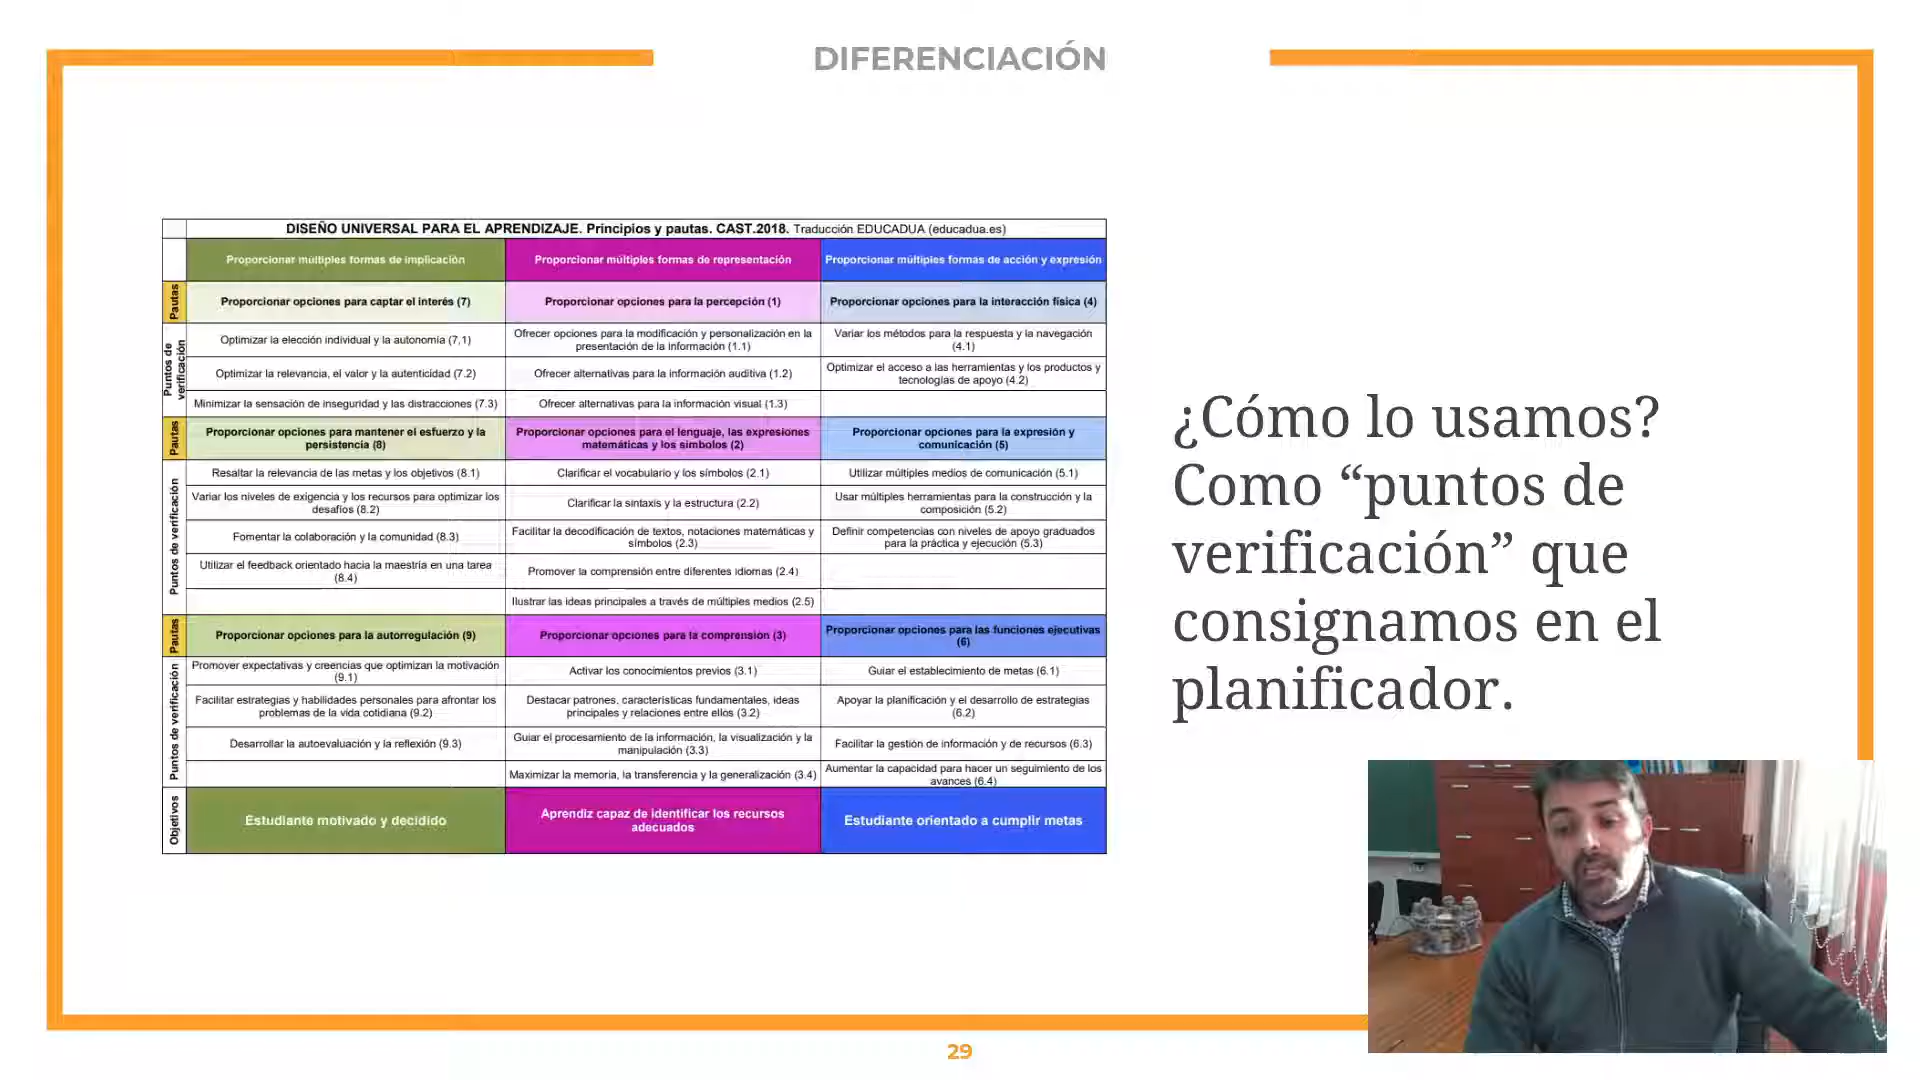 DIFERENCIACIÓN
DISEÑO UNIVERSAL PARA EL APRENDIZAJE. Principios y pautas. CAST.2018. Traducción EDUCADUA (educadua.es)
Proporcionar múltiples formas de implicación
Proporcionar múltiples formas de representación
Proporcionar múltiples formas de acción y expresión
Pautas
Proporcionar opciones para captar el interés (7)
Proporcionar opciones para la percepción (1)
Proporcionar opciones para la interacción física (4)
Puntos de
verificación
Optimizar la elección individual y la autonomía (7,1)
Ofrecer opciones para la modificación y personalización en la
presentación de la información (1.1)
Variar los métodos para la respuesta y la navegación
(4.1)
Optimizar la relevancia, el valor y la autenticidad (7.2)
Ofrecer alternativas para la información auditiva (1.2)
Optimizar el acceso a las herramientas y los productos y
tecnologías de apoyo (4.2)
Minimizar la sensación de inseguridad y las distracciones (7.3)
Ofrecer alternativas para la información visual (1.3)
Pautas
Proporcionar opciones para mantener el esfuerzo y la
persistencia (8)
Proporcionar opciones para el lenguaje, las expresiones
matemáticas y los símbolos (2)
Proporcionar opciones para la expresión y
comunicación (5)
Puntos de verificación
Resaltar la relevancia de las metas y los objetivos (8.1)
Clarificar el vocabulario y los símbolos (2.1)
Utilizar múltiples medios de comunicación (5.1)
Variar los niveles de exigencia y los recursos para optimizar los
desafíos (8.2)
Clarificar la sintaxis y la estructura (2.2)
Usar múltiples herramientas para la construcción y la
composición (5.2)
Fomentar la colaboración y la comunidad (8.3)
Facilitar la decodificación de textos, notaciones matemáticas y
símbolos (2.3)
Definir competencias con niveles de apoyo graduados
para la práctica y ejecución (5.3)
Utilizar el feedback orientado hacia la maestría en una tarea
(8.4)
Promover la comprensión entre diferentes idiomas (2.4)
Ilustrar las ideas principales a través de múltiples medios (2.5)
Pautas
Proporcionar opciones para la autorregulación (9)
Proporcionar opciones para la comprensión (3)
Proporcionar opciones para las funciones ejecutivas
(6)
Puntos de verificación
Promover expectativas y creencias que optimizan la motivación
(9.1)
Activar los conocimientos previos (3.1)
Guiar el establecimiento de metas (6.1)
Facilitar estrategias y habilidades personales para afrontar los
problemas de la vida cotidiana (9.2)
Destacar patrones, características fundamentales, ideas
principales y relaciones entre ellos (3.2)
Apoyar la planificación y el desarrollo de estrategias
(6.2)
Desarrollar la autoevaluación y la reflexión (9.3)
Guiar el procesamiento de la información, la visualización y la
manipulación (3.3)
Facilitar la gestión de información y de recursos (6.3)
Maximizar la memoria, la transferencia y la generalización (3.4)
Aumentar la capacidad para hacer un seguimiento de los
avances (6.4)
Objetivos
Estudiante motivado y decidido
Aprendiz capaz de identificar los recursos
adecuados
Estudiante orientado a cumplir metas
¿Cómo lo usamos?
Como “puntos de
verificación” que
consignamos en el
planificador.
29